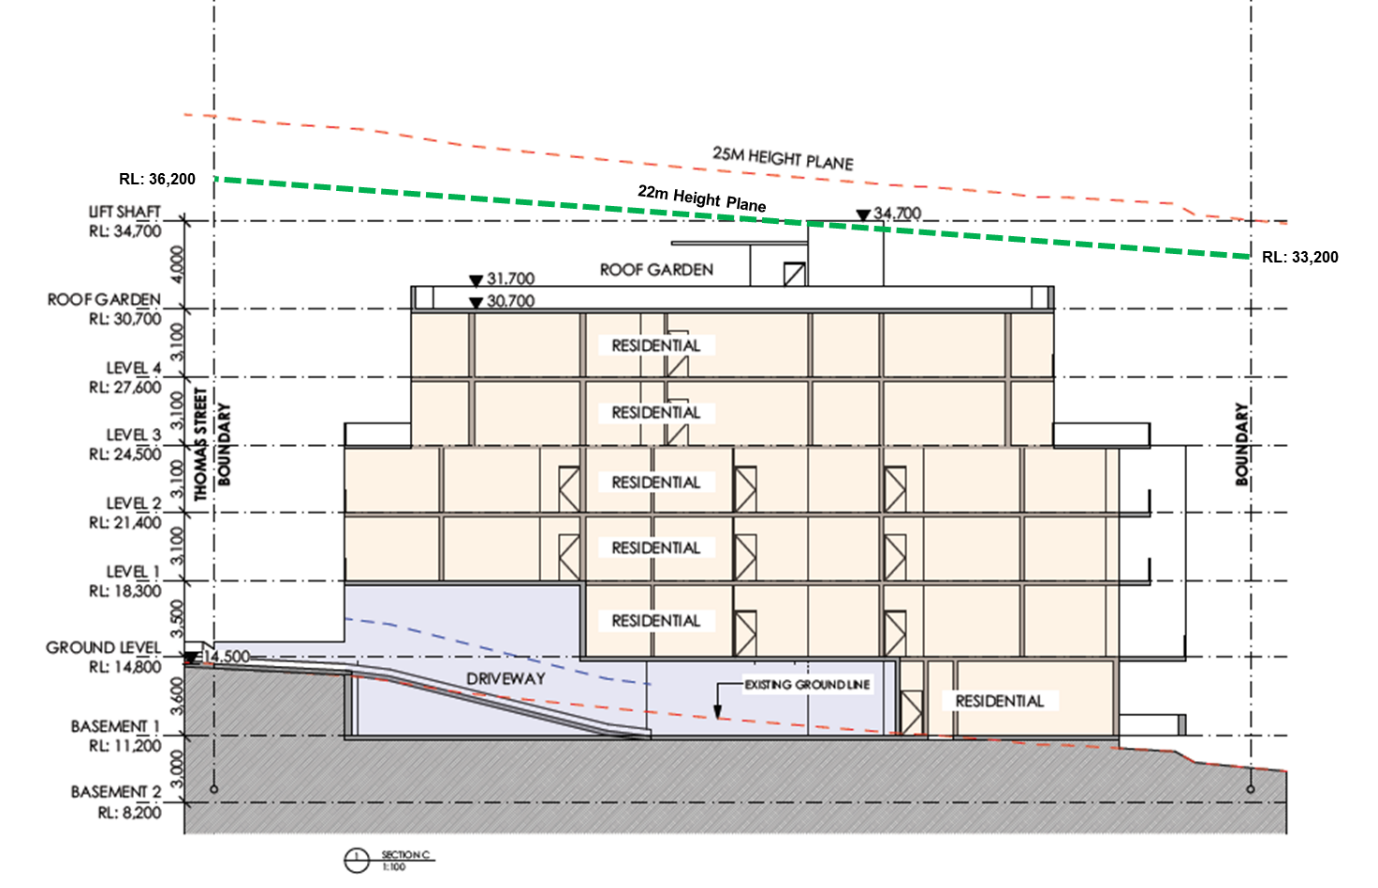 25M HEIGHT PLANE
RL: 36,200
22m Height Plane
LIFT SHAFT
RL: 34,700
34.700
RL: 33,200
4,000
ROOF GARDEN
31.700
30.700
ROOF GARDEN
RL: 30,700
3,100
RESIDENTIAL
LEVEL 4
RL: 27,600
3,100
RESIDENTIAL
THOMAS STREET
BOUNDARY
BOUNDARY
LEVEL 3
RL: 24,500
3,100
RESIDENTIAL
LEVEL 2
RL: 21,400
3,100
RESIDENTIAL
LEVEL 1
RL: 18,300
3,500
RESIDENTIAL
GROUND LEVEL
14.500
RL: 14,800
DRIVEWAY
EXISTING GROUND LINE
3,600
RESIDENTIAL
BASEMENT 1
RL: 11,200
3,000
BASEMENT 2
RL: 8,200
1
SECTION C
1:100